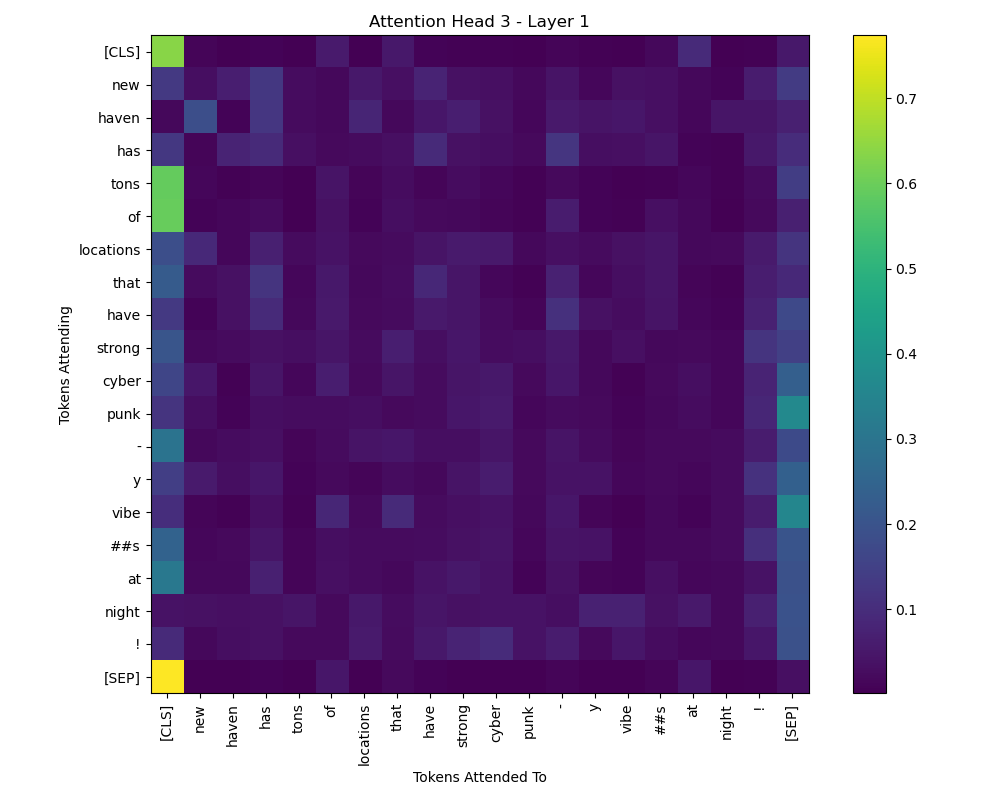 Attention Head 3 - Layer 1
Tokens Attending
[CLS]
new
haven
has
tons
of
locations
that
have
strong
cyber
punk
-
y
vibe
##s
at
night
!
[SEP]
[CLS]
new
haven
has
tons
of
locations
that
have
strong
cyber
punk
-
y
vibe
##s
at
night
!
[SEP]
Tokens Attended To
0.7
0.6
0.5
0.4
0.3
0.2
0.1